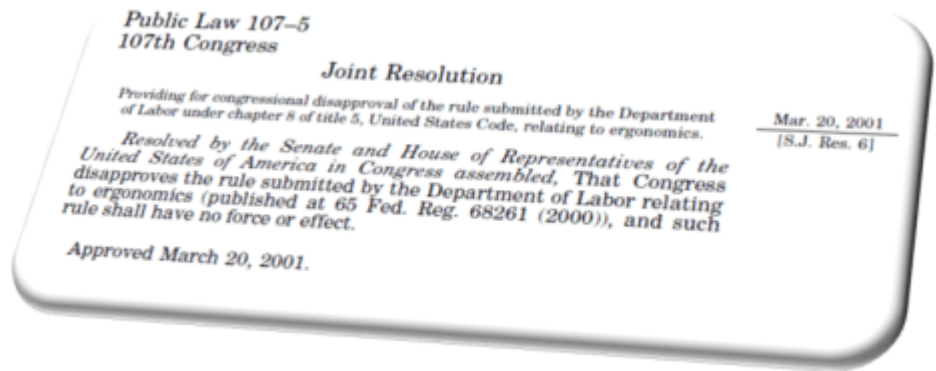 Public Law 107–5
107th Congress
Joint Resolution
Providing for congressional disapproval of the rule submitted by the Department
of Labor under chapter 8 of title 5, United States Code, relating to ergonomics.
Mar. 20, 2001
[S.J. Res. 6]
Resolved by the Senate and House of Representatives of the
United States of America in Congress assembled, That Congress
disapproves the rule submitted by the Department of Labor relating
to ergonomics (published at 65 Fed. Reg. 68261 (2000)), and such
rule shall have no force or effect.
Approved March 20, 2001.